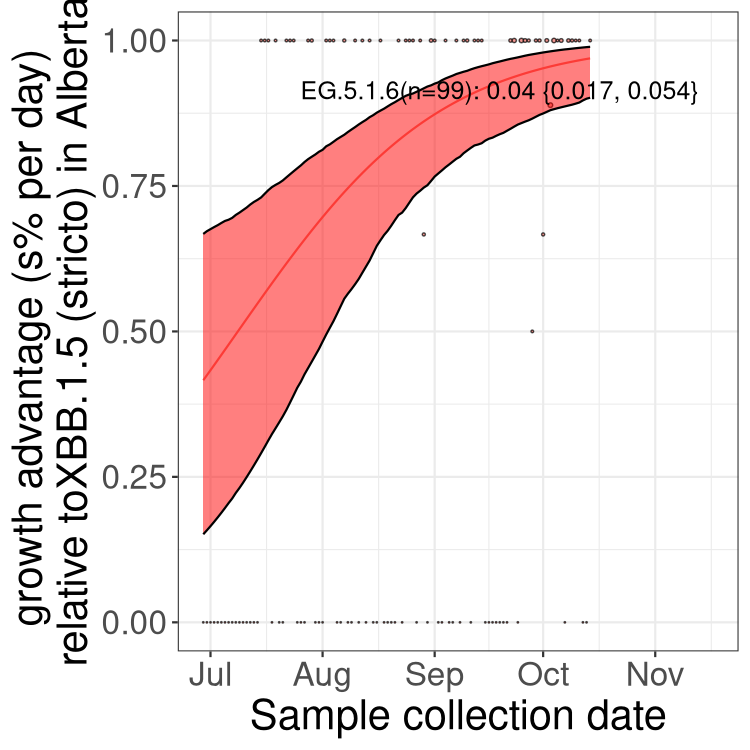 growth advantage (s% per day)
relative toXBB.1.5 (stricto) in Alberta
1.00
0.75
0.50
0.25
0.00
EG.5.1.6(n=99): 0.04 {0.017, 0.054}
Jul Aug Sep Oct Nov
Sample collection date